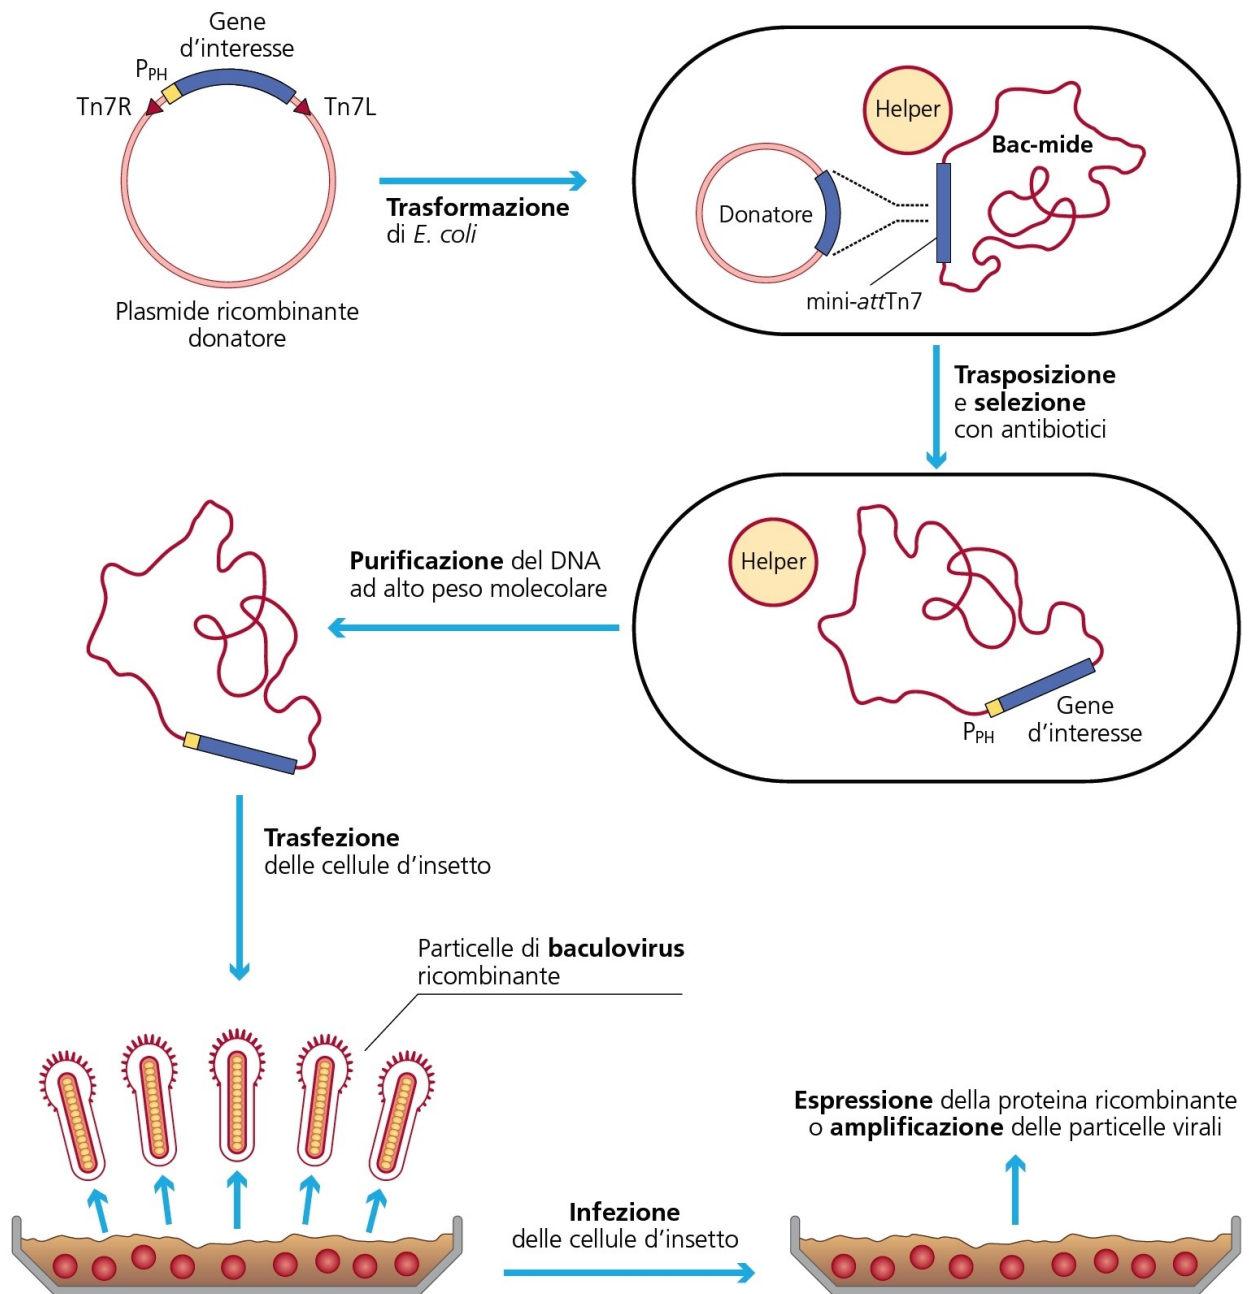 Gene
d'interesse
PPH
Tn7R
Tn7L
Plasmide ricombinante
donatore
Trasformazione
di E. coli
Helper
Bac-mide
Donatore
mini-attTn7
Trasposizione
e selezione
con antibiotici
Helper
Gene
d'interesse
PPH
Purificazione del DNA
ad alto peso molecolare
Trasfezione
delle cellule d'insetto
Particelle di baculovirus
ricombinante
Infezione
delle cellule d'insetto
Espressione della proteina ricombinante
o amplificazione delle particelle virali